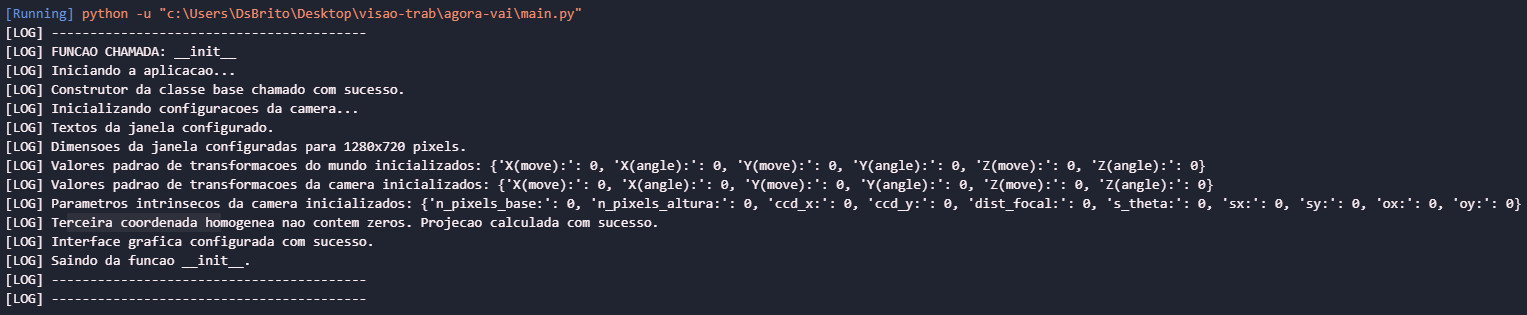 [Running] python -u "c:\Users\DsBrito\Desktop\visao-trab\agora-vai\main.py"
[LOG] -----------------------------------------
[LOG] FUNCAO CHAMADA: __init__
[LOG] Iniciando a aplicacao...
[LOG] Construtor da classe base chamado com sucesso.
[LOG] Inicializando configuracoes da camera...
[LOG] Textos da janela configurado.
[LOG] Dimensoes da janela configuradas para 1280x720 pixels.
[LOG] Valores padrao de transformacoes do mundo inicializados: {'X(move):': 0, 'X(angle):': 0, 'Y(move):': 0, 'Y(angle):': 0, 'Z(move):': 0, 'Z(angle):': 0}
[LOG] Valores padrao de transformacoes da camera inicializados: {'X(move):': 0, 'X(angle):': 0, 'Y(move):': 0, 'Y(angle):': 0, 'Z(move):': 0, 'Z(angle):': 0}
[LOG] Parametros intrinsecos da camera inicializados: {'n_pixels_base:': 0, 'n_pixels_altura:': 0, 'ccd_x:': 0, 'ccd_y:': 0, 'dist_focal:': 0, 's_theta:': 0, 'sx:': 0, 'sy:': 0, 'ox:': 0, 'oy:': 0}
[LOG] Terceira coordenada homogenea nao contem zeros. Projecao calculada com sucesso.
[LOG] Interface grafica configurada com sucesso.
[LOG] Saindo da funcao __init__.
[LOG] -----------------------------------------
[LOG] -----------------------------------------